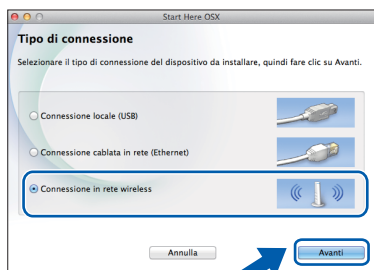 Start Here OSX
Tipo di connessione
Selezionare il tipo di connessione del dispositivo da installare, quindi fare clic su Avanti.
Connessione locale (USB)
Connessione cablata in rete (Ethernet)
Connessione in rete wireless
Annulla
Avanti